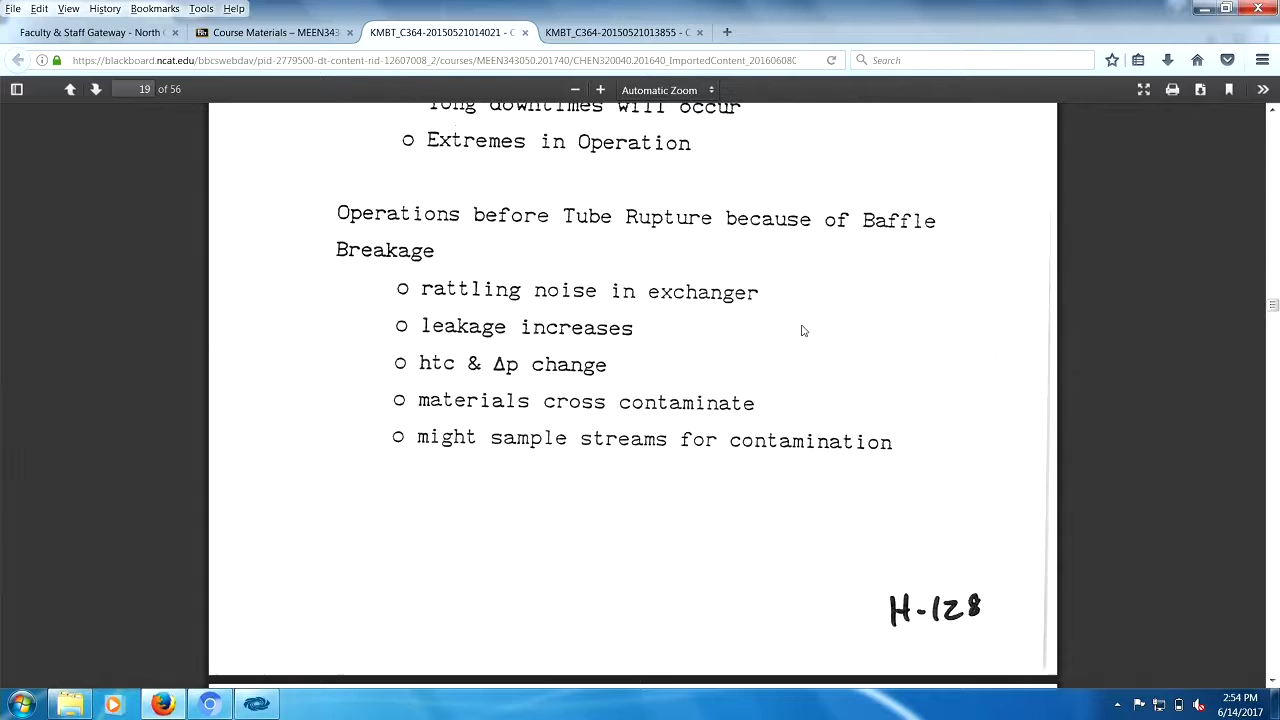 File Edit View History Bookmarks Tools Help
Faculty & Staff Gateway - North C
Course Materials – MEEN343
KMBT_C364-20150521014021 - C
KMBT_C364-20150521013855 - C
https://blackboard.ncat.edu/bbcswebdav/pid-2779500-dt-content-rid-12607008_2/courses/MEEN343050.201740/CHEN320040.201640_ImportedContent_201606080
Search
19 of 56
Automatic Zoom
long downtimes will occur
o Extremes in Operation
Operations before Tube Rupture because of Baffle
Breakage
o rattling noise in exchanger
o leakage increases
o htc & Δp change
o materials cross contaminate
o might sample streams for contamination
H-128
2:54 PM
6/14/2017